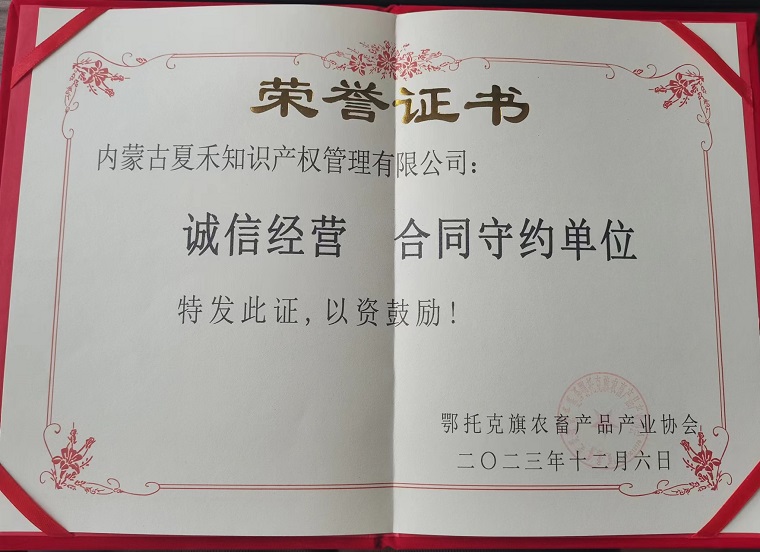 荣誉证书
内蒙古夏禾知识产权管理有限公司：
诚信经营 合同守约单位
特发此证，以资鼓励！
鄂托克旗农畜产品产业协会
二〇二三年十二月六日